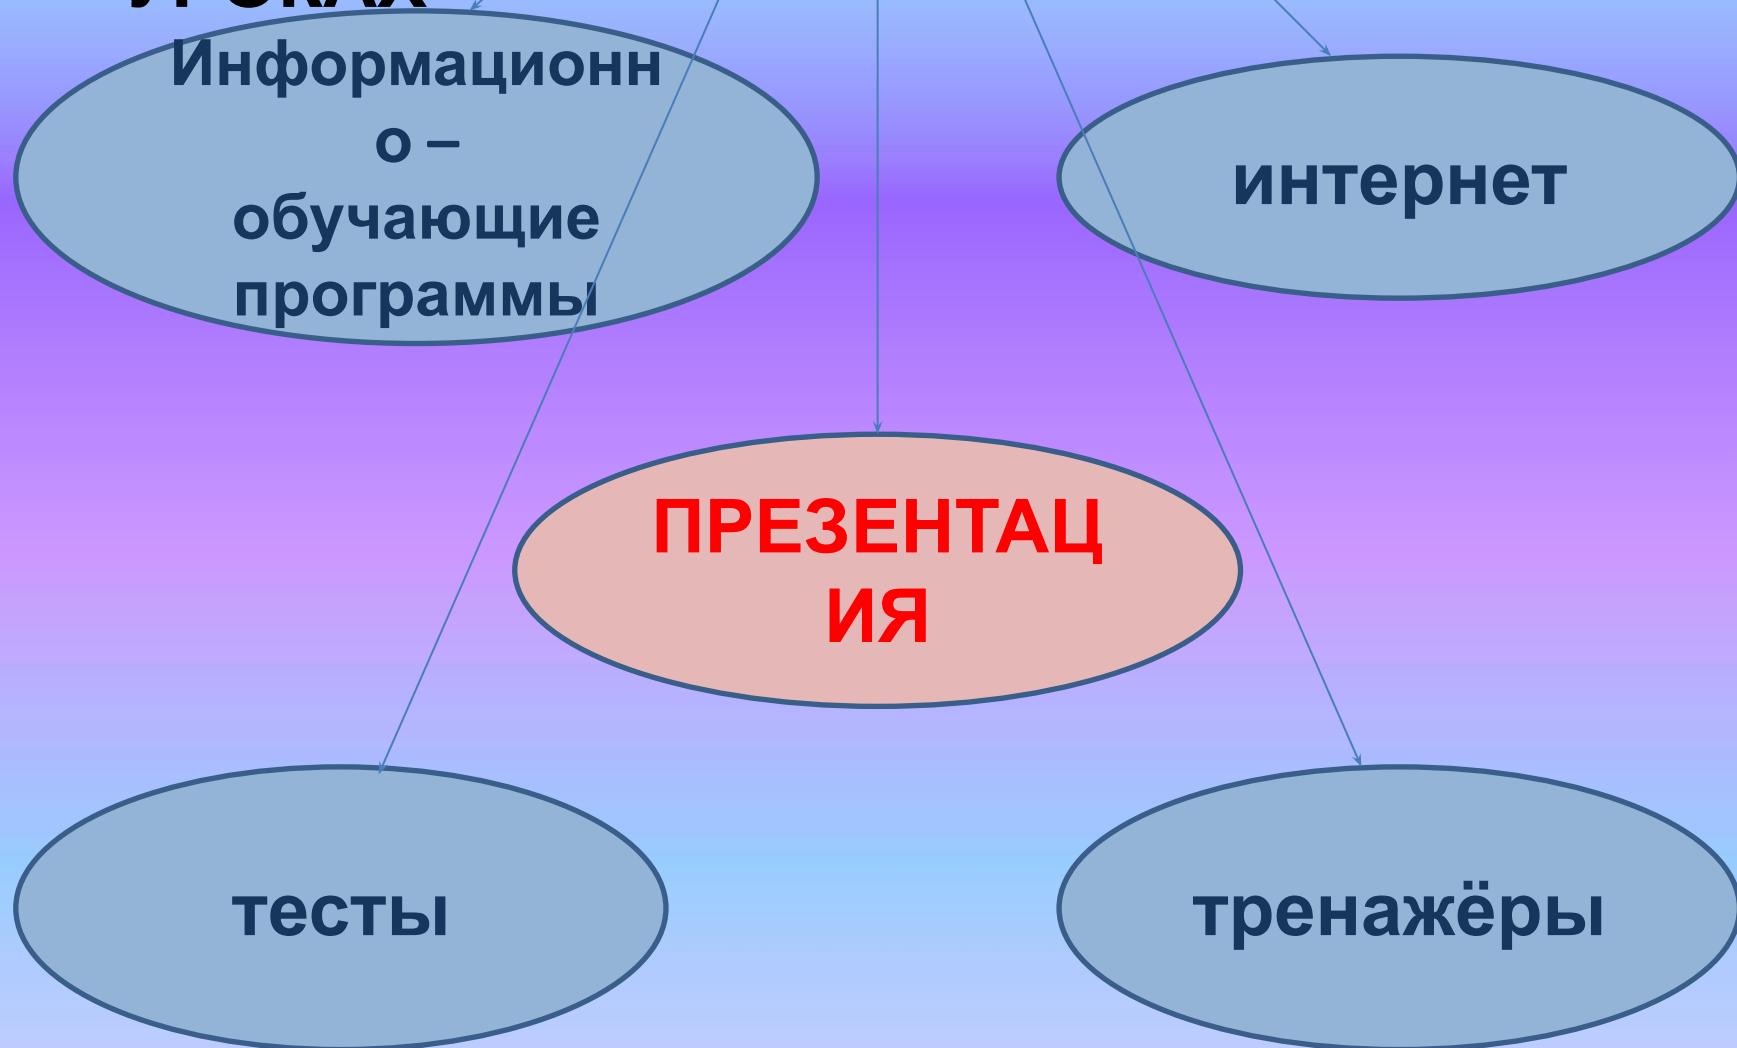 Информационн
о –
обучающие
программы
интернет
ПРЕЗЕНТАЦ
ИЯ
тесты
тренажёры